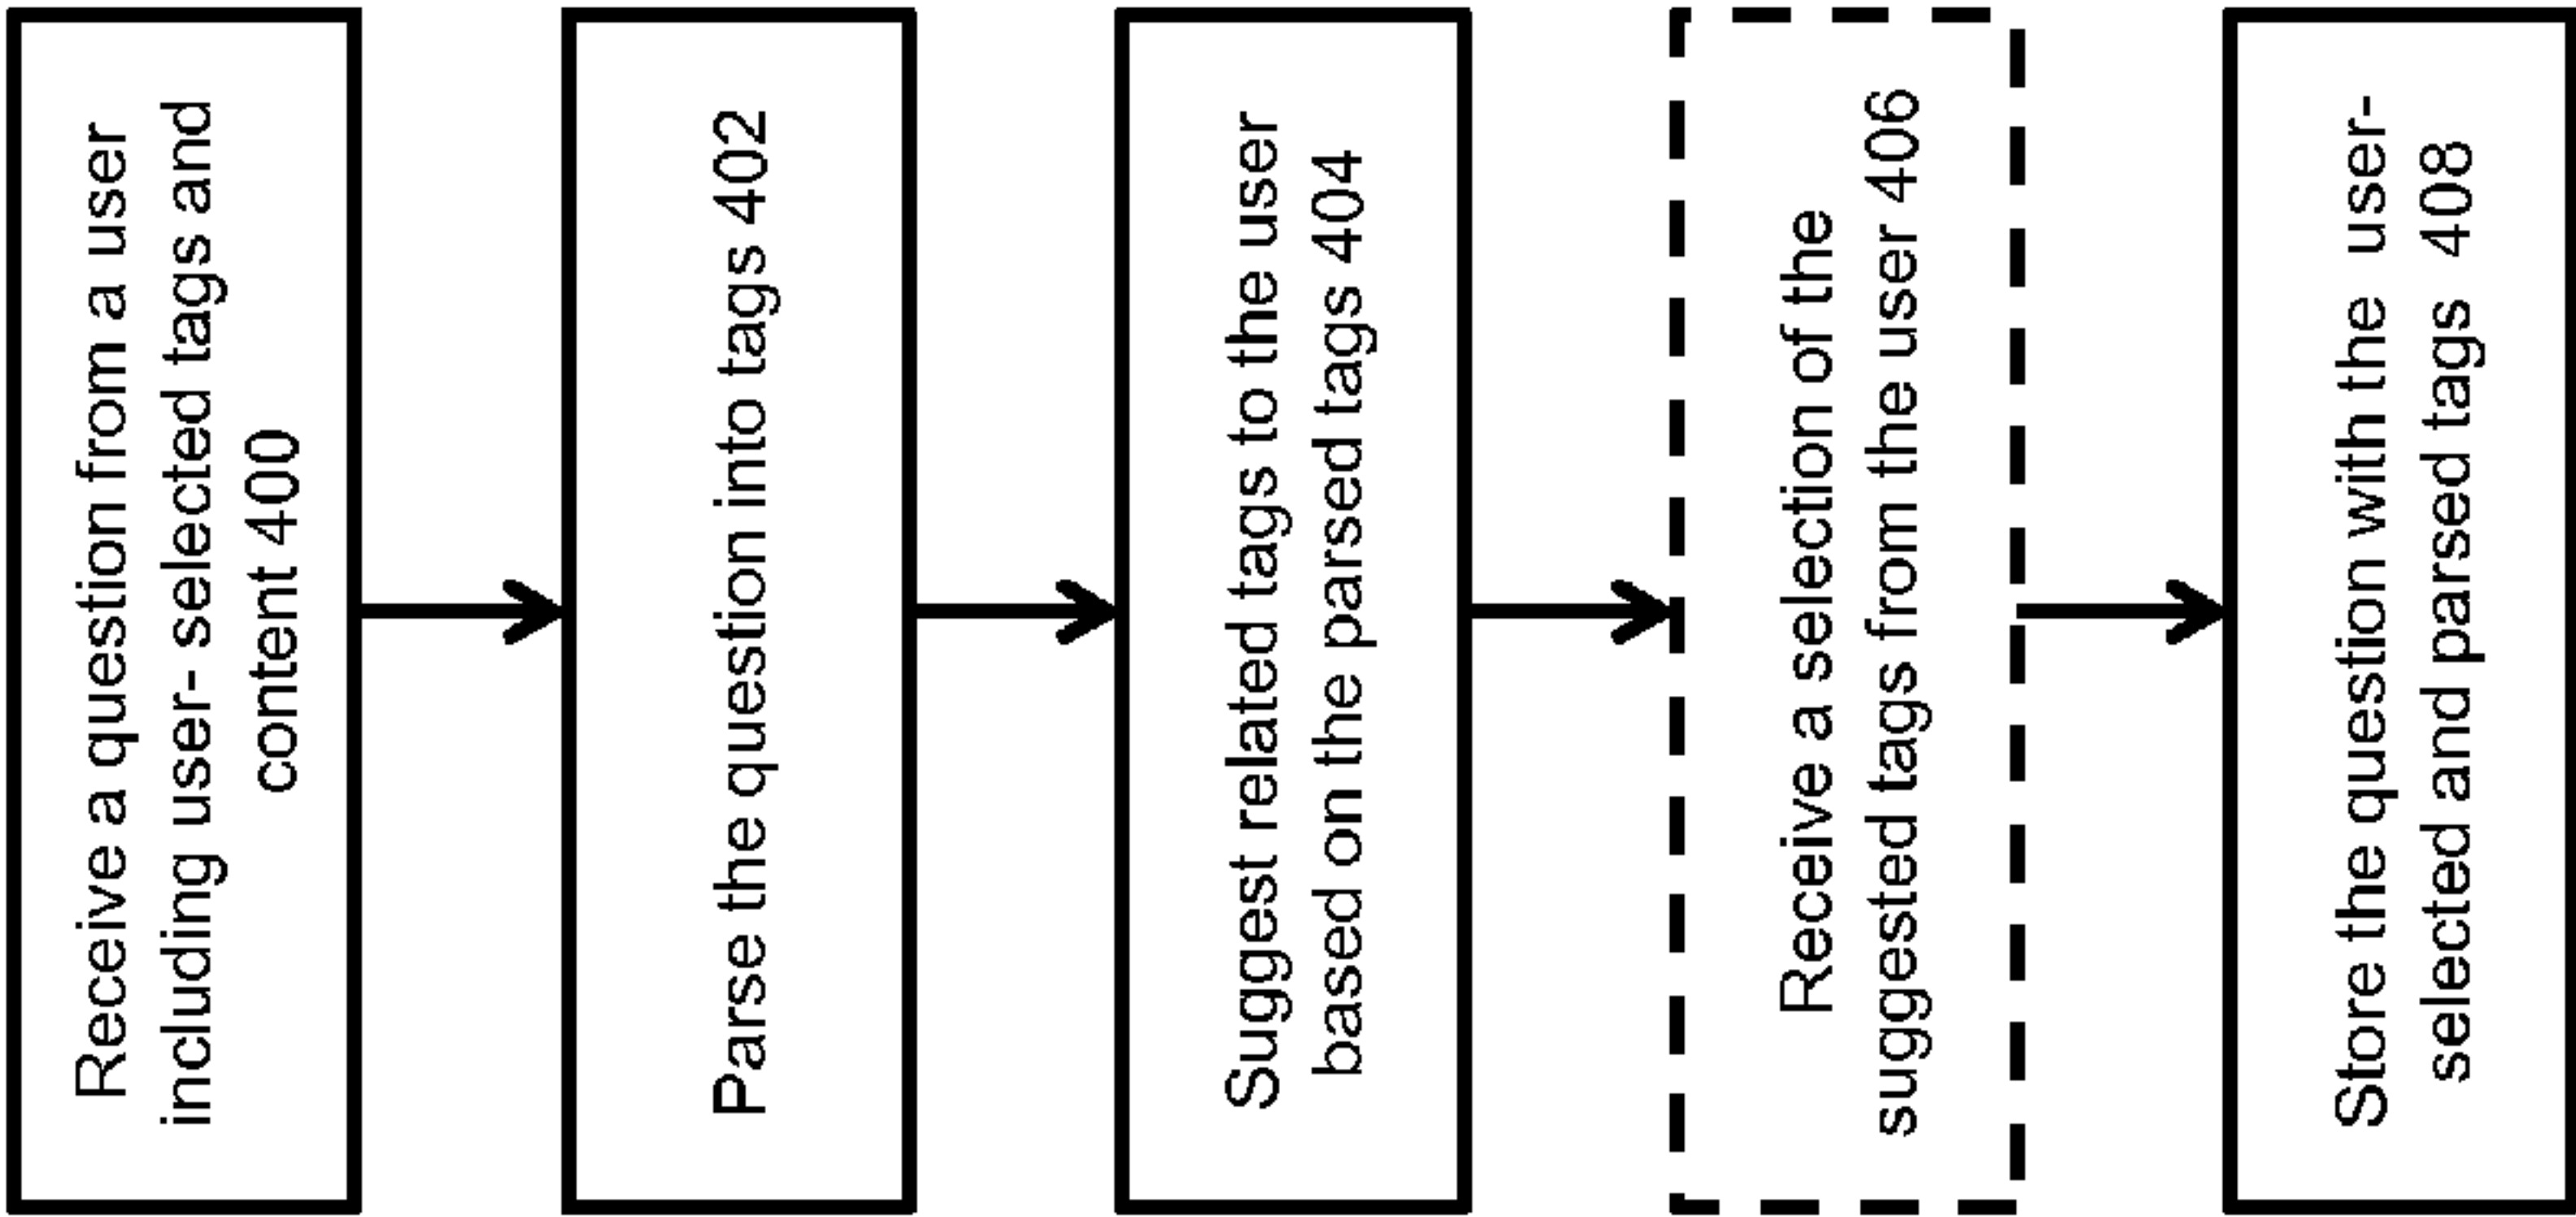 Receive a question from a user
including user- selected tags and
content 400
Parse the question into tags 402
Suggest related tags to the user
based on the parsed tags 404
Receive a selection of the
suggested tags from the user 406
Store the question with the user-
selected and parsed tags 408